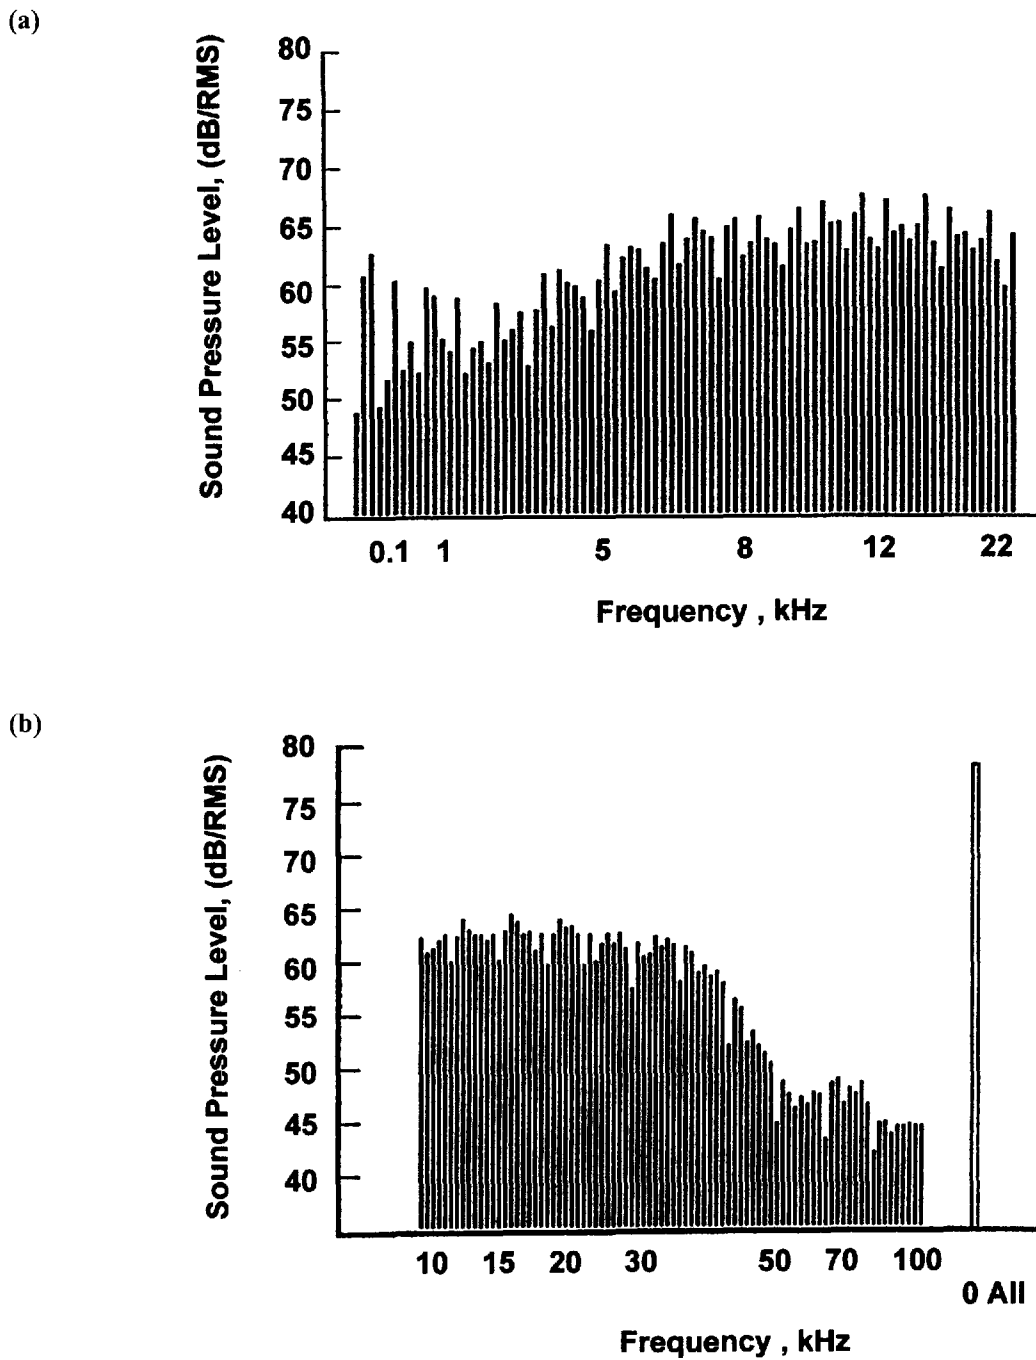 (a)
Sound Pressure Level, (dB/RMS)
80
75
70
65
60
55
50
45
40
0.1 1 5 8 12 22
Frequency , kHz
(b)
Sound Pressure Level, (dB/RMS)
80
75
70
65
60
55
50
45
40
10 15 20 30 50 70 100
0 All
Frequency , kHz